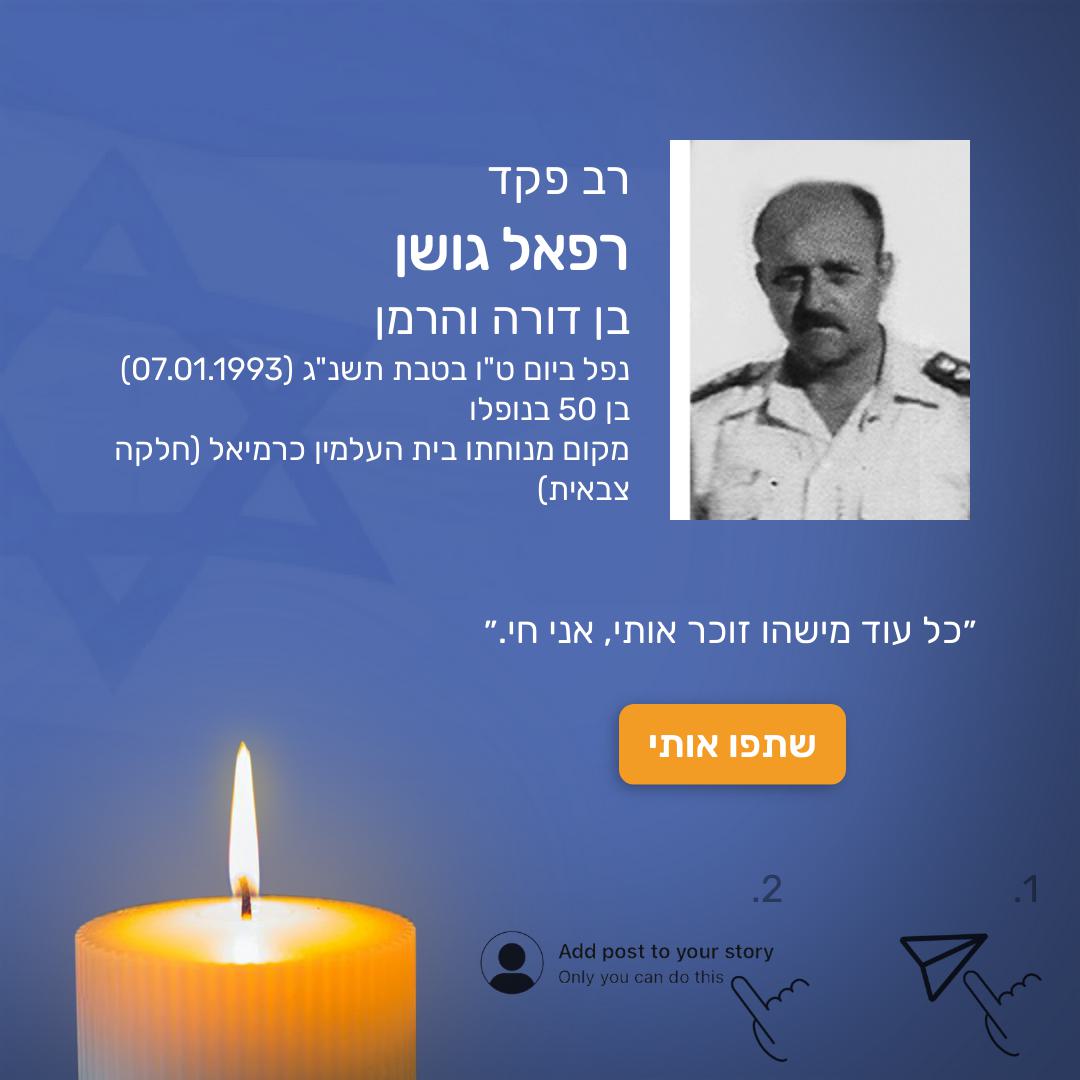 רב פקד
רפאל גושן
בן דורה והרמן
נפל ביום ט"ו בטבת תשנ"ג (07.01.1993)
בן 50 בנופלו
מקום מנוחתו בית העלמין כרמיאל (חלקה
צבאית)
״כל עוד מישהו זוכר אותי, אני חי.״
שתפו אותי
1.
2.
Add post to your story
Only you can do this